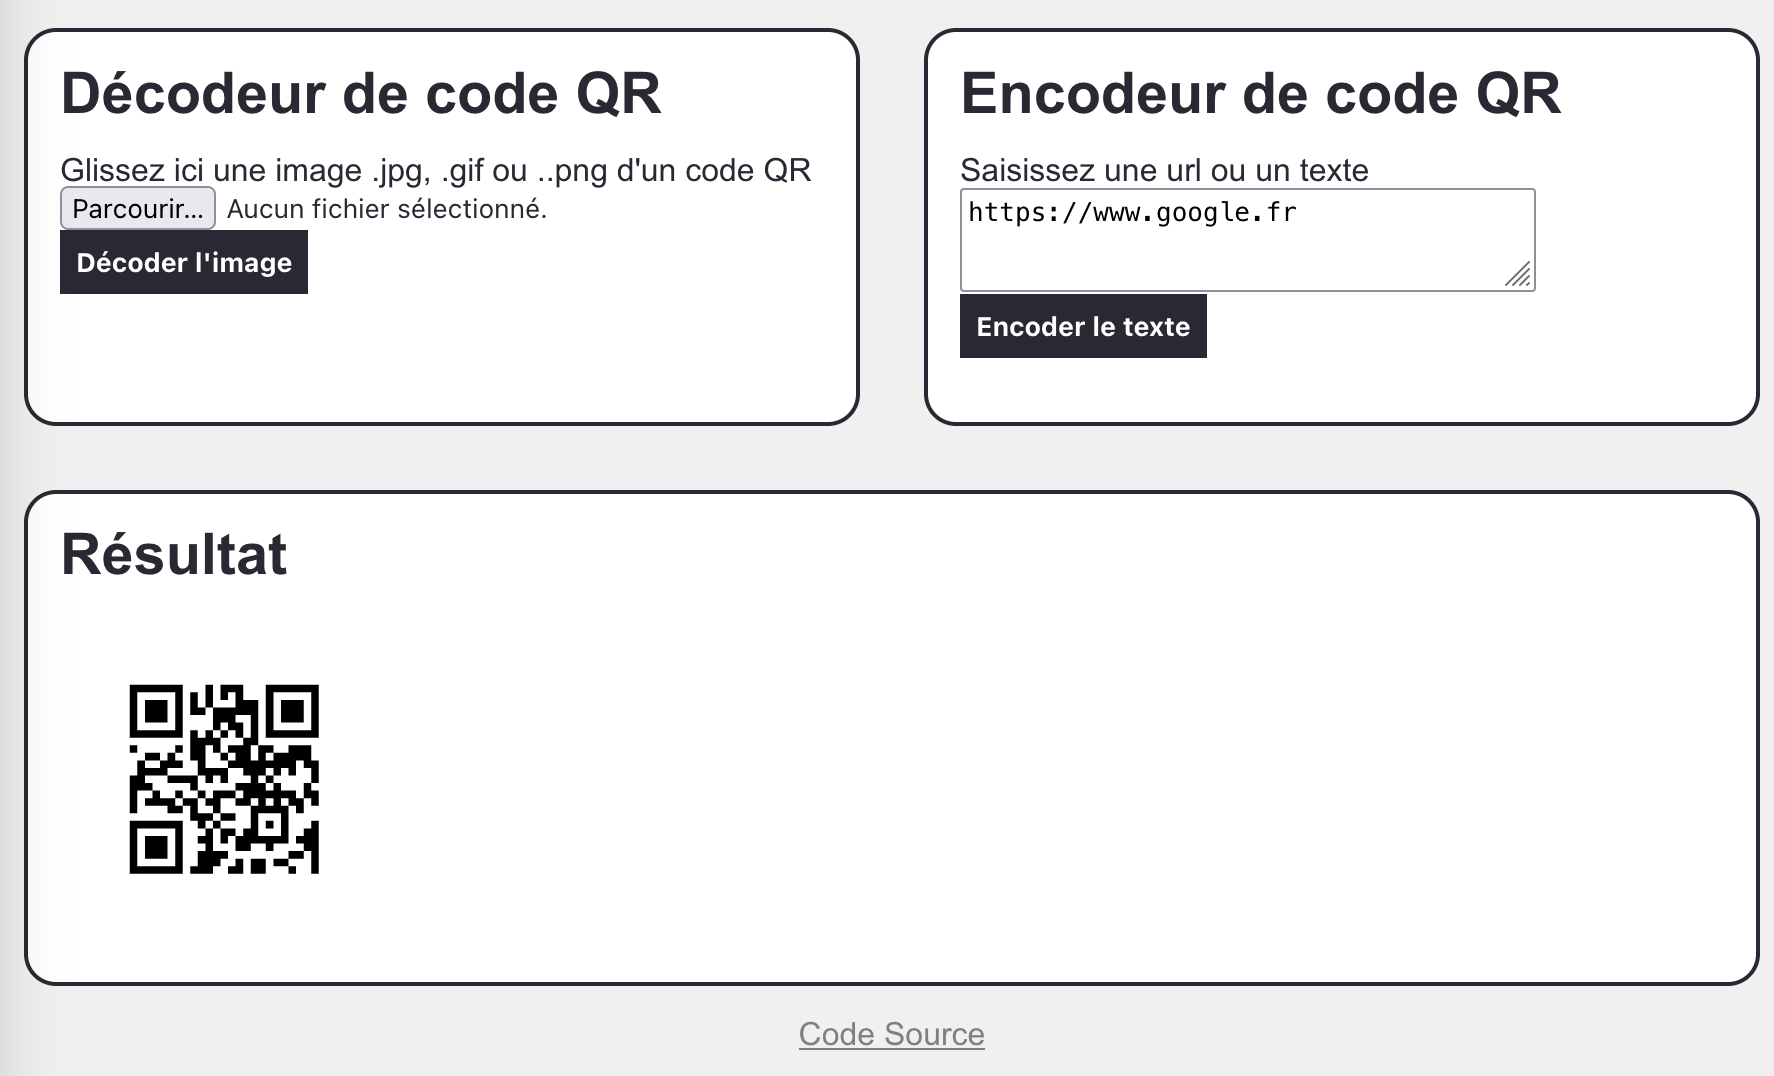 Décodeur de code QR
Glissez ici une image .jpg, .gif ou ..png d'un code QR
Parcourir... Aucun fichier sélectionné.
Décoder l'image
Encodeur de code QR
Saisissez une url ou un texte
https://www.google.fr
Encoder le texte
Résultat
Code Source